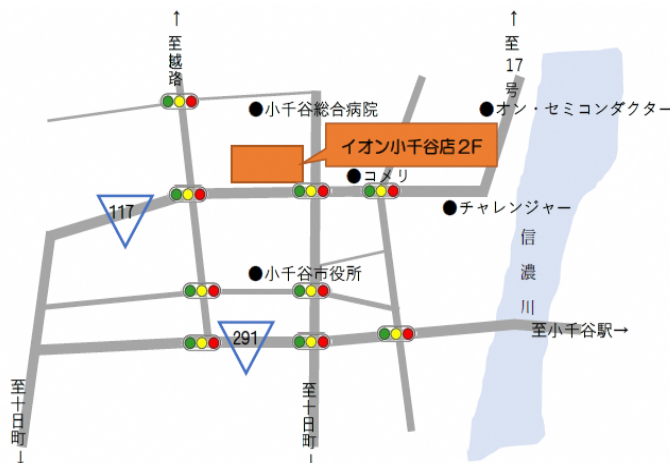 ↑至越路
↑至17号
●小千谷総合病院
●オン・セミコンダクター
イオン小千谷店2F
●コメリ
117
●チャレンジャー
信濃川
●小千谷市役所
291
至小千谷駅→
至十日町↓
至十日町↓